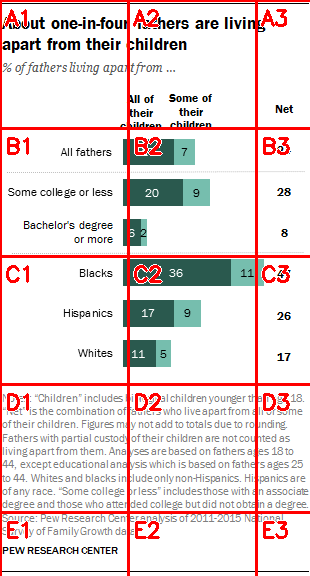 About one-in-four fathers are living
apart from their children
% of fathers living apart from ...
All of their children
Some of their children
Net
All fathers 7
Some college or less 20 9 28
Bachelor's degree or more 6 2 8
Blacks 36 11 47
Hispanics 17 9 26
Whites 11 5 17
Notes: “Children” includes biological children younger than age 18.
“Net” is the combination of fathers who live apart from all or some
of their children. Figures may not add to totals due to rounding.
Fathers with partial custody of their children are not counted as
living apart from them. Analyses are based on fathers ages 18 to
44, except educational analysis which is based on fathers ages 25
to 44. Whites and blacks include only non-Hispanics. Hispanics are
of any race. “Some college or less” includes those with an associate
degree and those who attended college but did not obtain a degree.
Source: Pew Research Center analysis of 2011-2015 National
Survey of Family Growth data.
PEW RESEARCH CENTER
A1 A2 A3
B1 B2 B3
C1 C2 C3
D1 D2 D3
E1 E2 E3